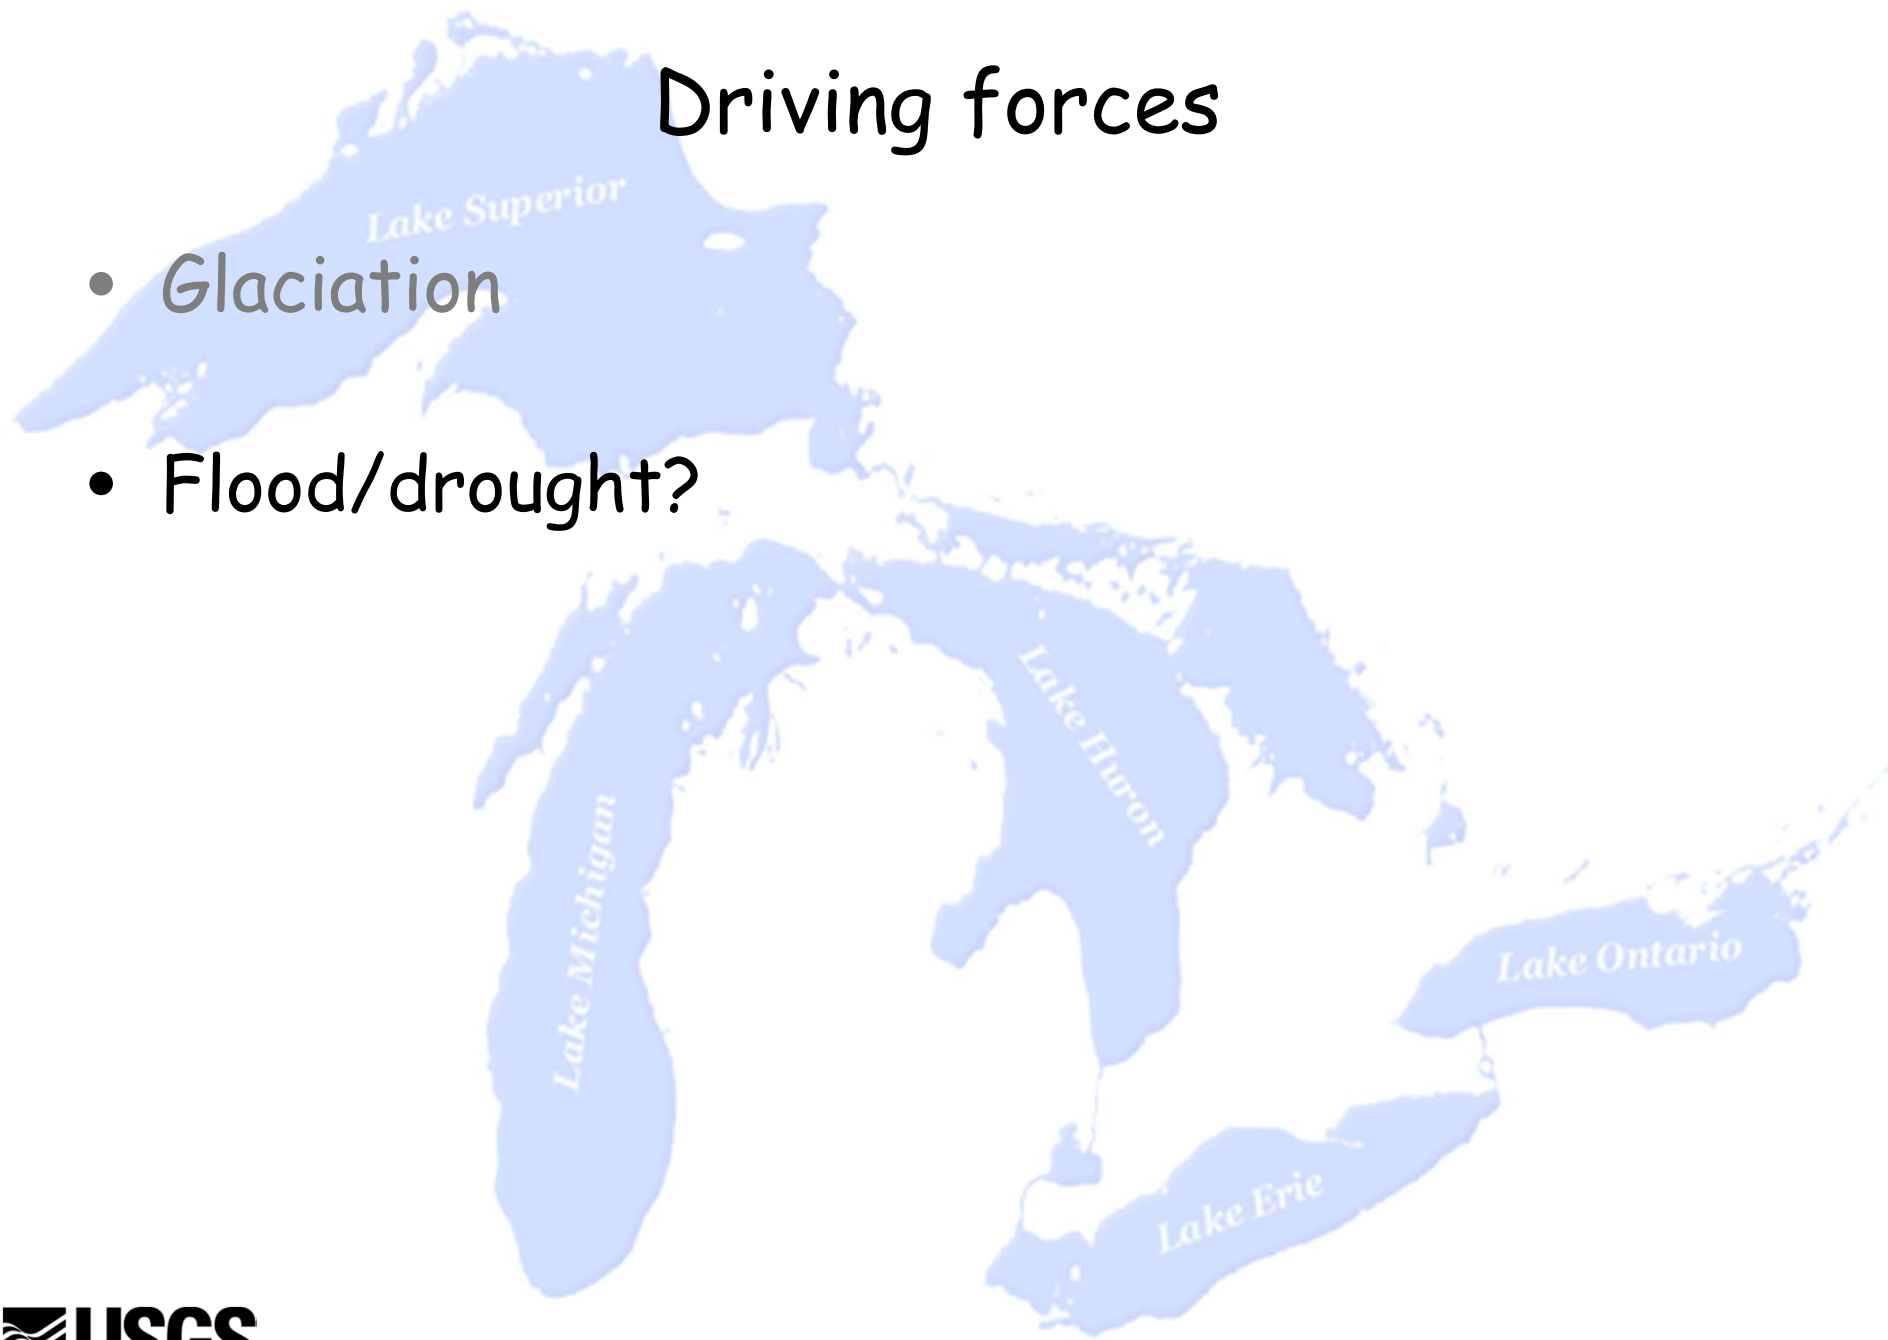 Driving forces
Lake Superior
• Glaciation
• Flood/drought?
Lake Huron
Lake Michigan
Lake Ontario
Lake Erie
USGS